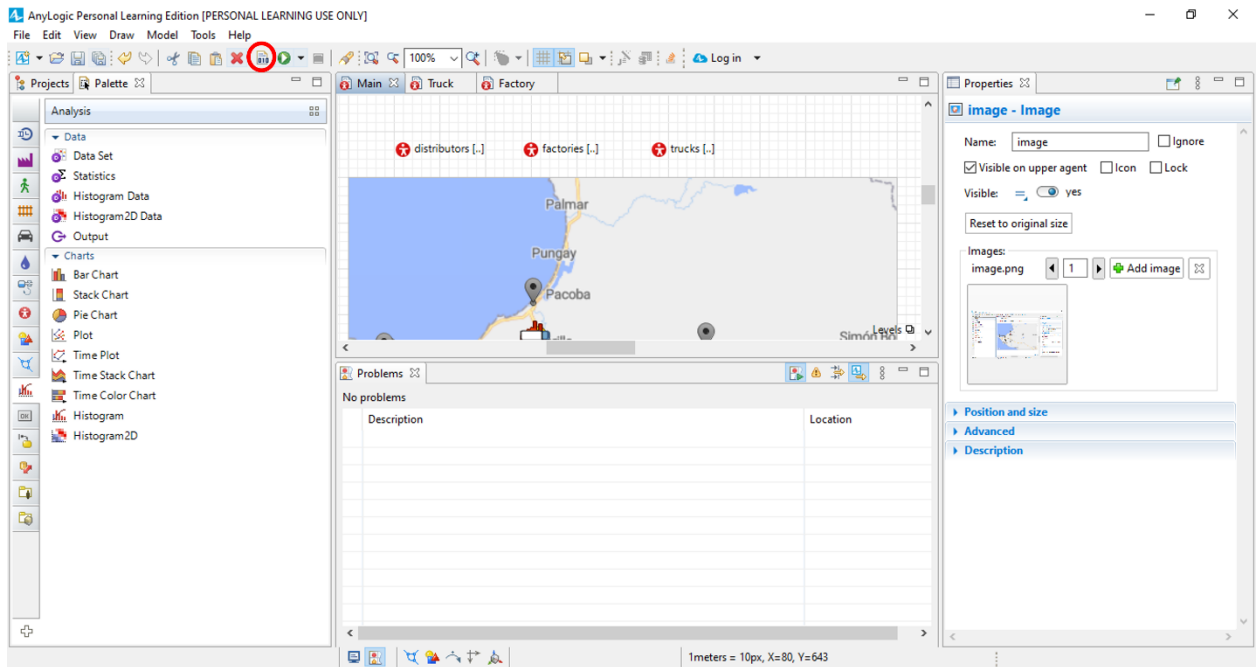 AnyLogic Personal Learning Edition [PERSONAL LEARNING USE ONLY]
File Edit View Draw Model Tools Help
100%
Log in
Projects Palette
Analysis
Data
Data Set
Statistics
Histogram Data
Histogram2D Data
Output
Charts
Bar Chart
Stack Chart
Pie Chart
Plot
Time Plot
Time Stack Chart
Time Color Chart
Histogram
Histogram2D
Main Truck Factory
distributors [..] factories [..] trucks [..]
Palmar
Pungay
Pacoba
Levels
Problems
No problems
Description Location
Properties
image - Image
Name: image Ignore
Visible on upper agent Icon Lock
Visible: yes
Reset to original size
Images:
image.png 1 Add image
Position and size
Advanced
Description
1meters = 10px, X=80, Y=643